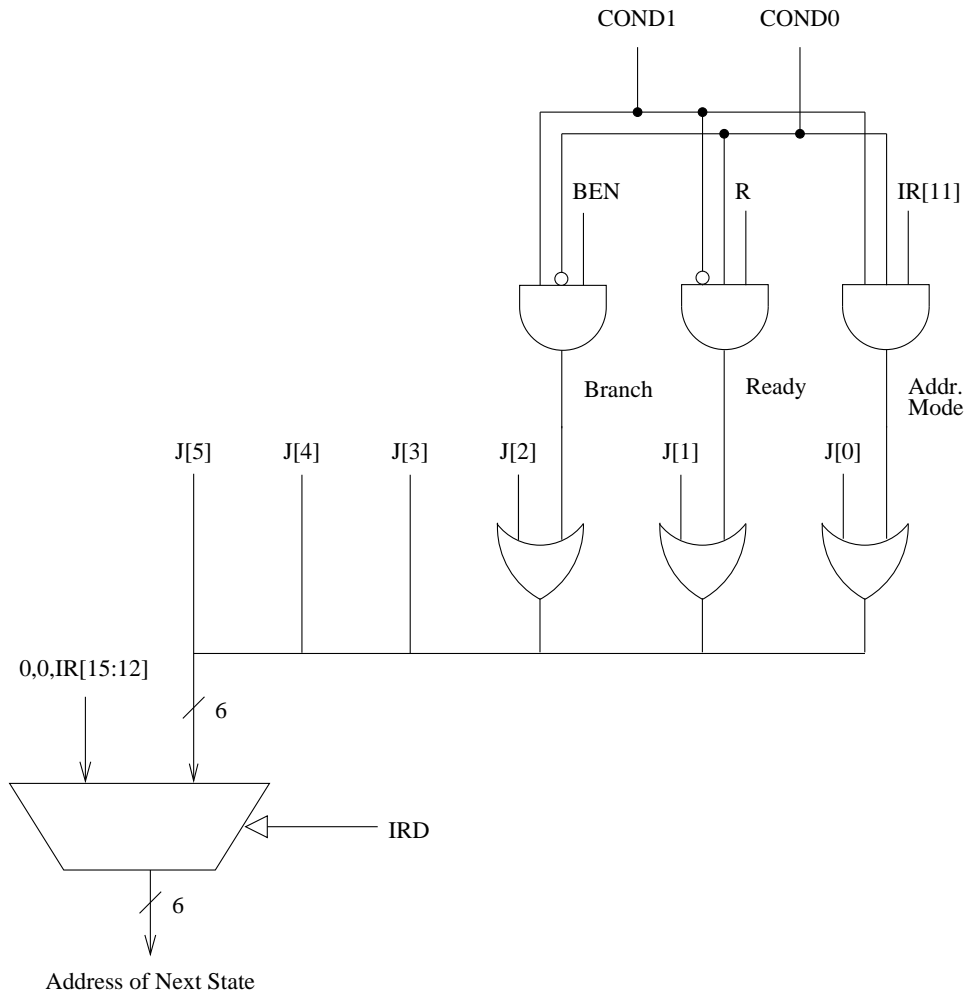 COND1 COND0
BEN R IR[11]
Branch Ready Addr.
Mode
J[5] J[4] J[3] J[2] J[1] J[0]
0,0,IR[15:12]
6
IRD
6
Address of Next State